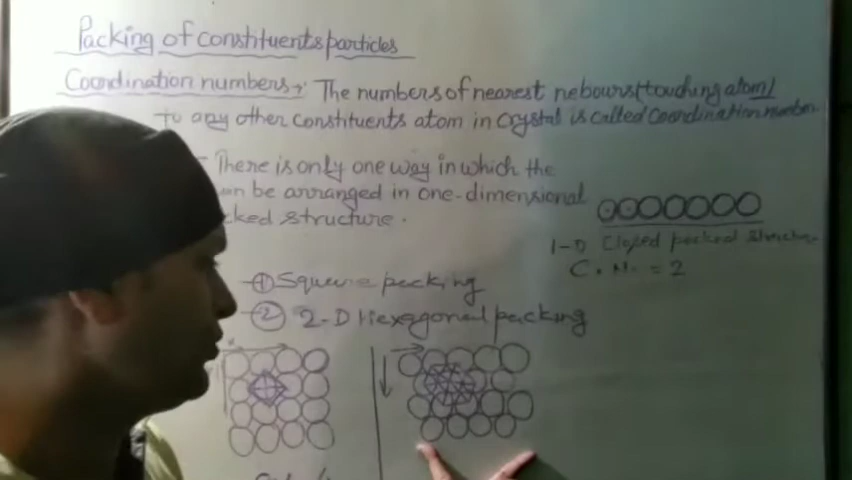 Packing of constituents particles
Coordination numbers:- The numbers of nearest nebours(touching atom)
to any other constituents atom in crystal is called Coordination number.
There is only one way in which the
be arranged in one-dimensional
cked structure.
1-D Closed packed structure
C. N. = 2
① Square packing
② 2-D Hexagonal packing